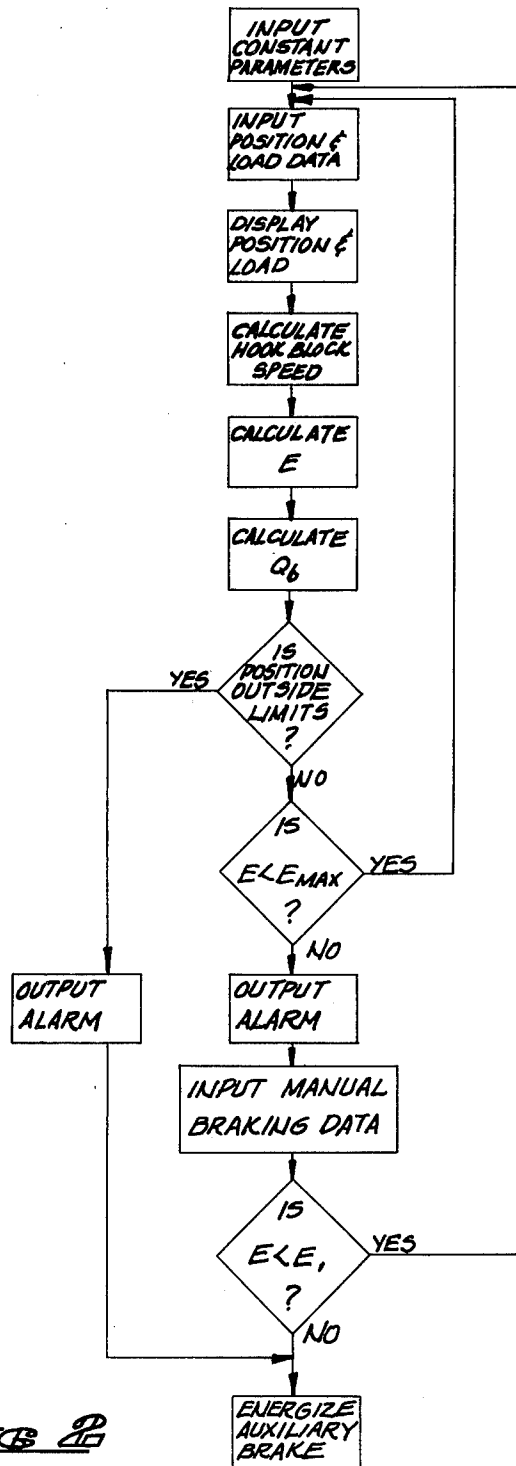 INPUT
CONSTANT
PARAMETERS
INPUT
POSITION &
LOAD DATA
DISPLAY
POSITION &
LOAD
CALCULATE
HOOK BLOCK
SPEED
CALCULATE
E
CALCULATE
Qb
IS
POSITION
OUTSIDE
LIMITS
?
YES
NO
IS
E<EMAX
?
YES
NO
OUTPUT
ALARM
OUTPUT
ALARM
INPUT MANUAL
BRAKING DATA
IS
E<E,
?
YES
NO
ENERGIZE
AUXILIARY
BRAKE
2